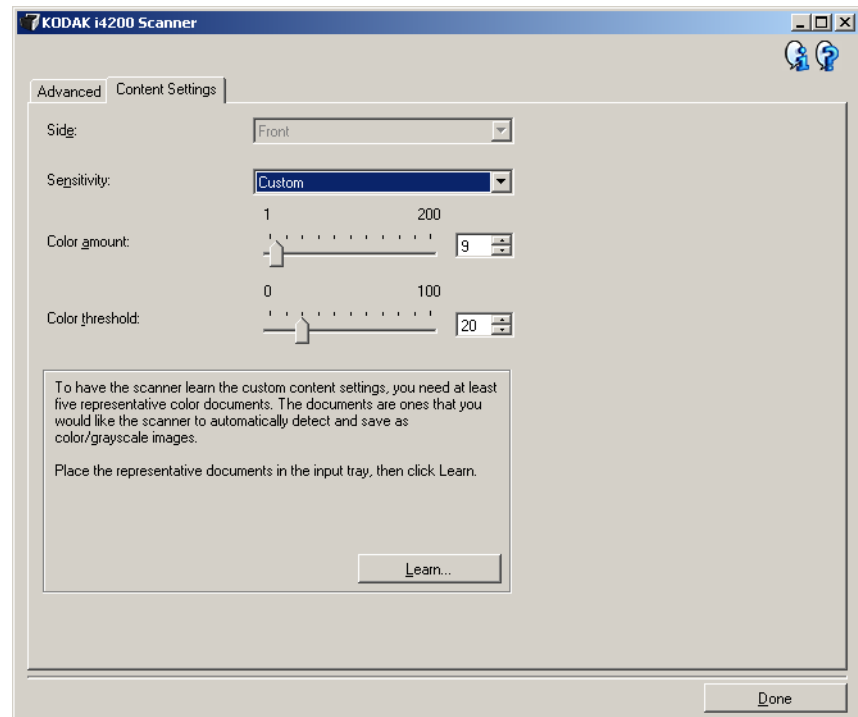 KODAK i4200 Scanner
Advanced
Content Settings
Side:
Front
Sensitivity:
Custom
1 200
Color amount:
9
0 100
Color threshold:
20
To have the scanner learn the custom content settings, you need at least
five representative color documents. The documents are ones that you
would like the scanner to automatically detect and save as
color/grayscale images.
Place the representative documents in the input tray, then click Learn.
Learn...
Done